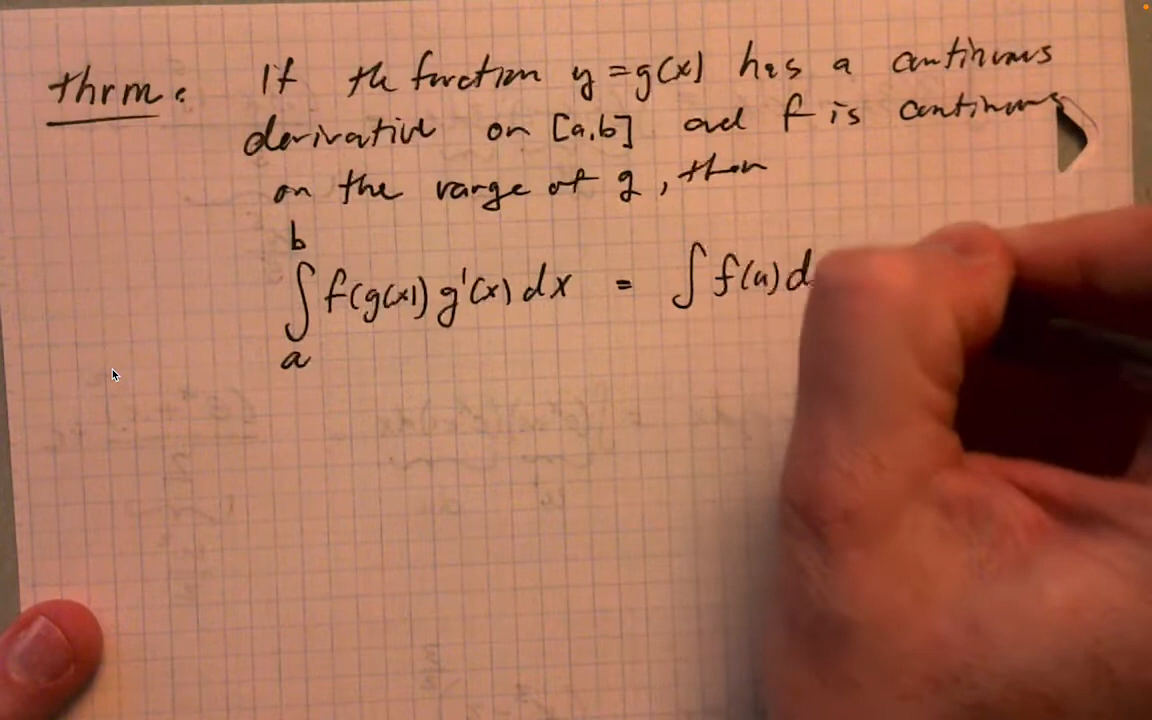 thrm: If the function y = g(x) has a continuous
derivative on [a,b] and f is continuous
on the range of g, then
b
∫ f(g(x)) g'(x) dx = ∫ f(u) d
a